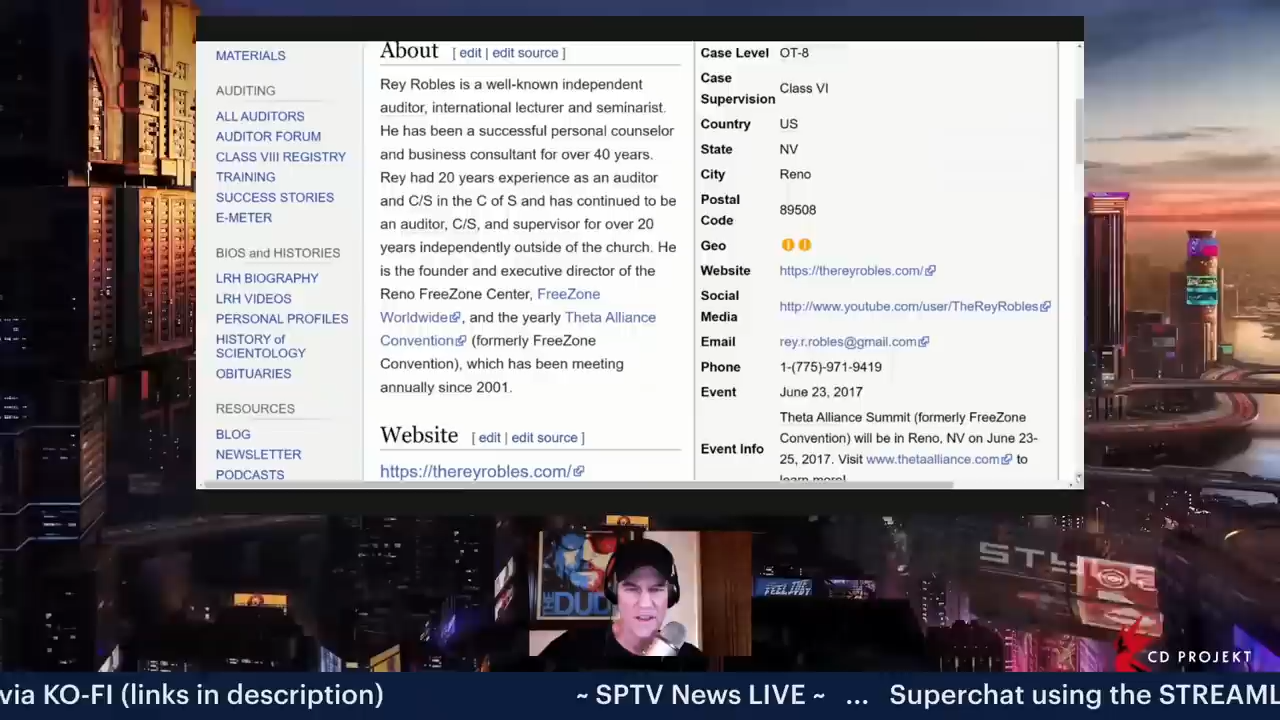 MATERIALS
AUDITING
ALL AUDITORS
AUDITOR FORUM
CLASS VIII REGISTRY
TRAINING
SUCCESS STORIES
E-METER
BIOS and HISTORIES
LRH BIOGRAPHY
LRH VIDEOS
PERSONAL PROFILES
HISTORY of
SCIENTOLOGY
OBITUARIES
RESOURCES
BLOG
NEWSLETTER
PODCASTS
About [ edit | edit source ]
Rey Robles is a well-known independent
auditor, international lecturer and seminarist.
He has been a successful personal counselor
and business consultant for over 40 years.
Rey had 20 years experience as an auditor
and C/S in the C of S and has continued to be
an auditor, C/S, and supervisor for over 20
years independently outside of the church. He
is the founder and executive director of the
Reno FreeZone Center, FreeZone
Worldwide, and the yearly Theta Alliance
Convention (formerly FreeZone
Convention), which has been meeting
annually since 2001.
Website [ edit | edit source ]
https://thereyrobles.com/
Case Level OT-8
Case
Supervision Class VI
Country US
State NV
City Reno
Postal
Code 89508
Geo
Website https://thereyrobles.com/
Social
Media http://www.youtube.com/user/TheReyRobles
Email rey.r.robles@gmail.com
Phone 1-(775)-971-9419
Event June 23, 2017
Event Info Theta Alliance Summit (formerly FreeZone
Convention) will be in Reno, NV on June 23-
25, 2017. Visit www.thetaalliance.com to
learn more!
THE DUD
FEEL THE
CD PROJEKT
via KO-FI (links in description) ~ SPTV News LIVE ~ ... Superchat using the STREAML